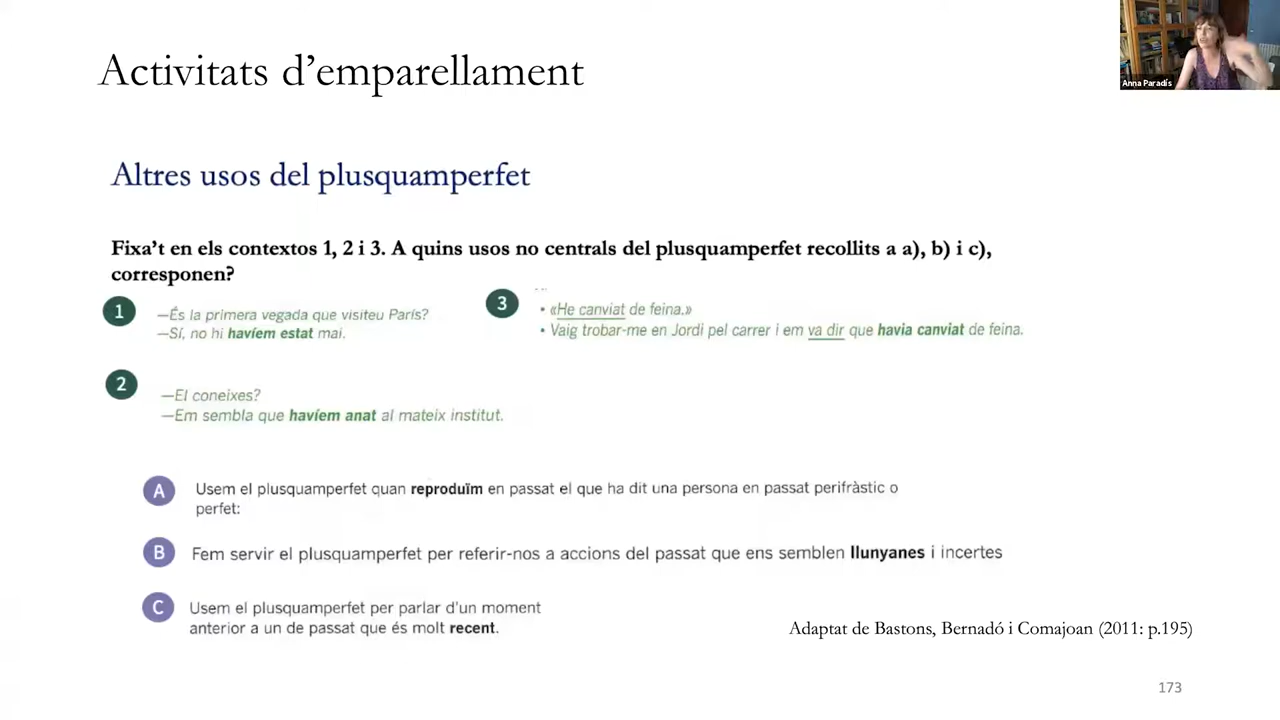 Activitats d’emparellament
Anna Paradís
Altres usos del plusquamperfet
Fixa’t en els contextos 1, 2 i 3. A quins usos no centrals del plusquamperfet recollits a a), b) i c),
corresponen?
1
—És la primera vegada que visiteu París?
—Sí, no hi havíem estat mai.
3
• «He canviat de feina.»
• Vaig trobar-me en Jordi pel carrer i em va dir que havia canviat de feina.
2
—El coneixes?
—Em sembla que havíem anat al mateix institut.
A
Usem el plusquamperfet quan reproduïm en passat el que ha dit una persona en passat perifràstic o
perfet:
B
Fem servir el plusquamperfet per referir-nos a accions del passat que ens semblen llunyanes i incertes
C
Usem el plusquamperfet per parlar d’un moment
anterior a un de passat que és molt recent.
Adaptat de Bastons, Bernadó i Comajoan (2011: p.195)
173